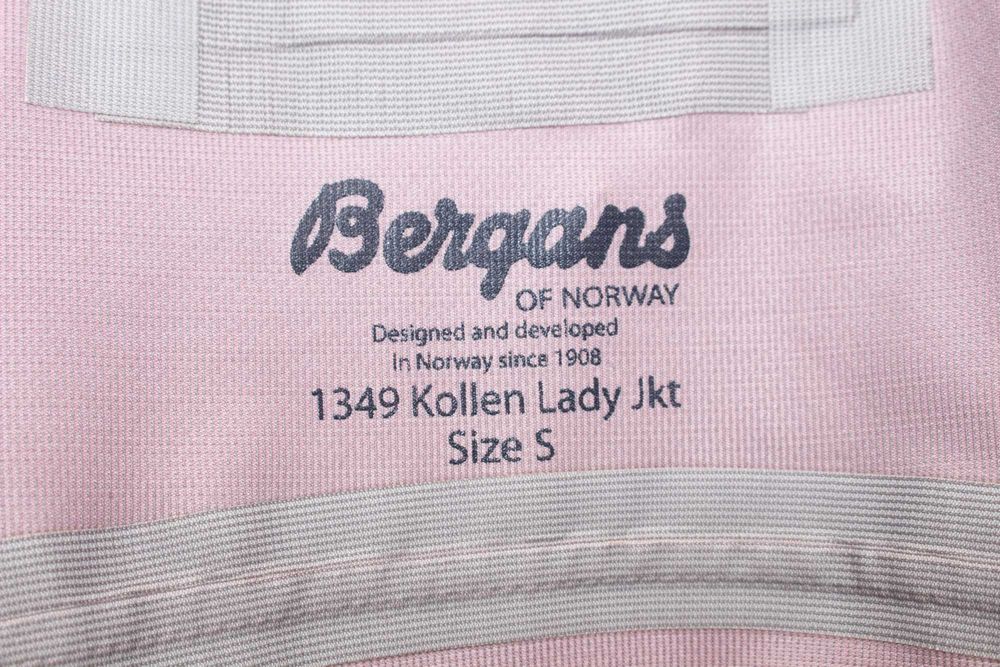 Bergans
OF NORWAY
Designed and developed
in Norway since 1908
1349 Kollen Lady Jkt
Size S